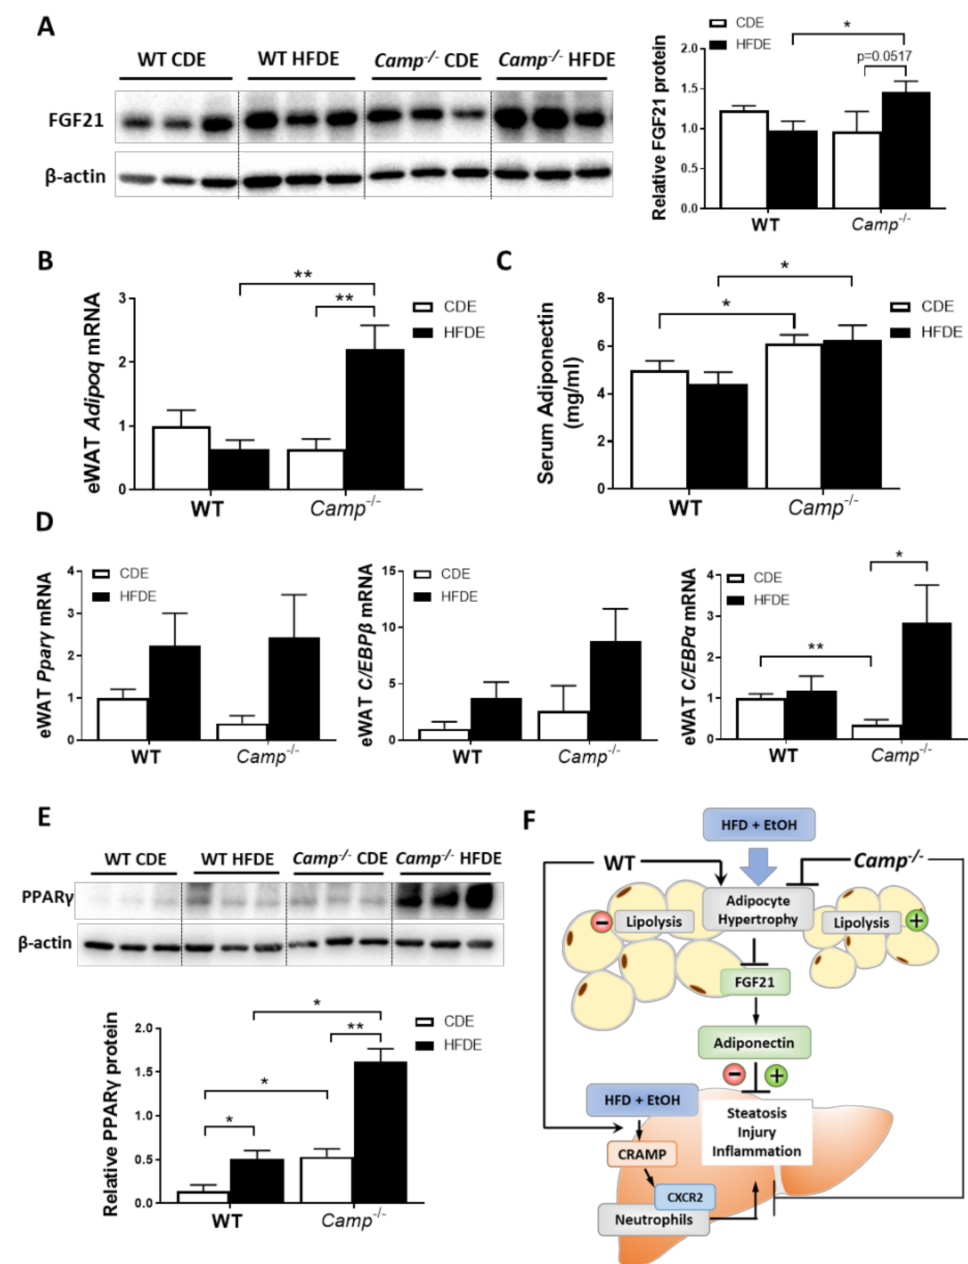 A
WT CDE WT HFDE Camp-/- CDE Camp-/- HFDE
FGF21
β-actin
CDE
HFDE
*
p=0.0517
Relative FGF21 protein
2.0
1.5
1.0
0.5
0.0
WT Camp-/-
B
**
**
CDE
HFDE
eWAT Adipoq mRNA
3
2
1
0
WT Camp-/-
C
*
*
CDE
HFDE
Serum Adiponectin
(mg/ml)
8
6
4
2
0
WT Camp-/-
D
CDE
HFDE
eWAT Pparγ mRNA
4
3
2
1
0
WT Camp-/-
CDE
HFDE
eWAT C/EBPβ mRNA
15
10
5
0
WT Camp-/-
CDE
HFDE
*
**
eWAT C/EBPα mRNA
4
3
2
1
0
WT Camp-/-
E
WT CDE WT HFDE Camp-/- CDE Camp-/- HFDE
PPARγ
β-actin
CDE
HFDE
*
**
*
*
Relative PPARγ protein
2.0
1.5
1.0
0.5
0.0
WT Camp-/-
F
HFD + EtOH
WT Camp-/-
Adipocyte
Hypertrophy
− Lipolysis Lipolysis +
FGF21
Adiponectin
− +
HFD + EtOH
Steatosis
Injury
Inflammation
CRAMP
CXCR2
Neutrophils